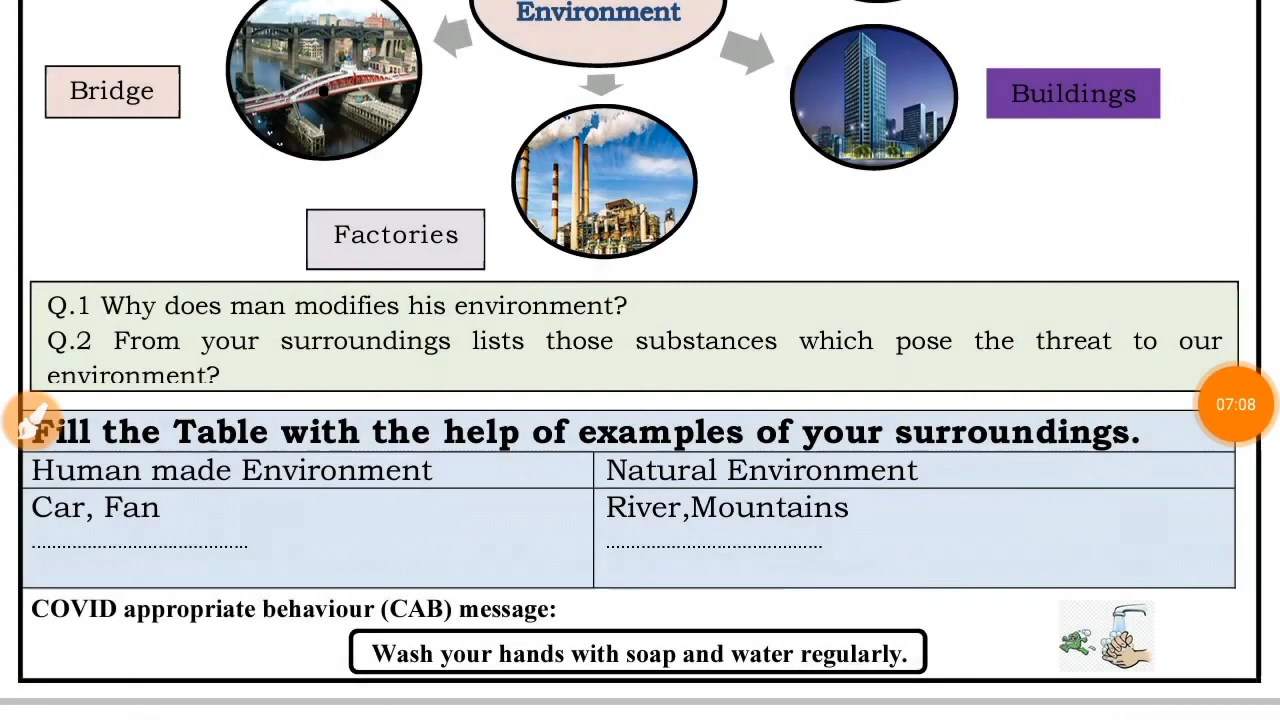 Environment
Bridge
Buildings
Factories
Q.1 Why does man modifies his environment?
Q.2 From your surroundings lists those substances which pose the threat to our
environment?
07:08
Fill the Table with the help of examples of your surroundings.
Human made Environment
Natural Environment
Car, Fan
River,Mountains
COVID appropriate behaviour (CAB) message:
Wash your hands with soap and water regularly.